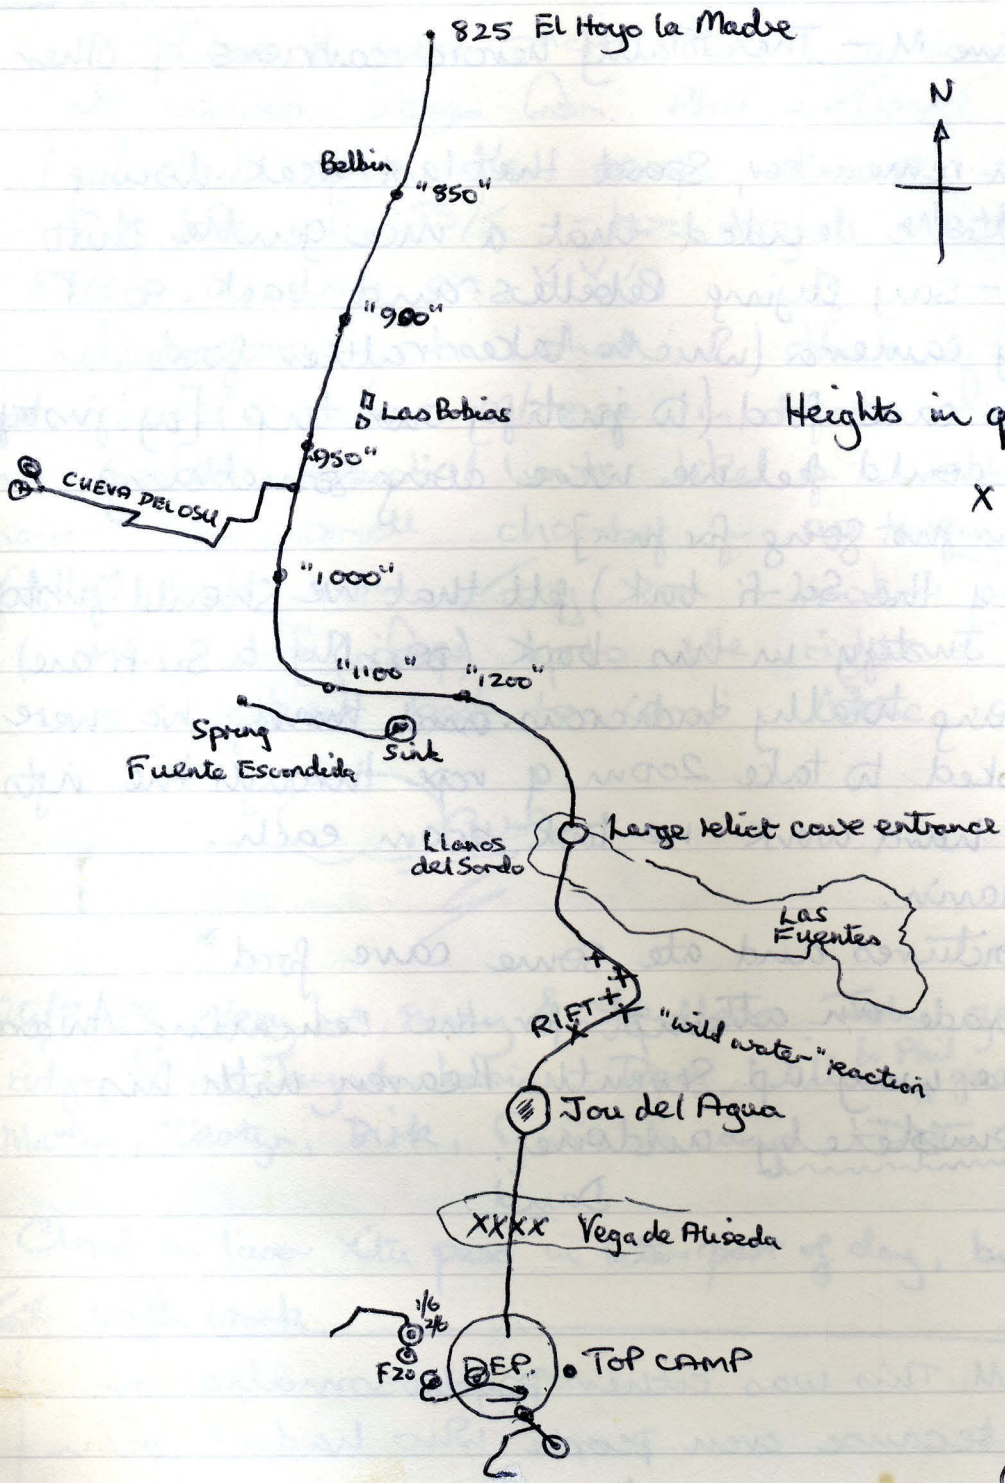 825 El Hoyo la Madre
N
Belbin
"850"
"900"
Las Bobias
Heights in
"950"
CUEVA DEL OSU
X
"1000"
"1100"
"1200"
Spring
Sink
Fuente Escondida
Large relict cave entrance
Llanos
del Sordo
Las
Fuentes
RIFT
"wild water" reaction
Jou del Agua
XXXX Vega de Aliseda
1/6
2/6
F20
DEP.
TOP CAMP